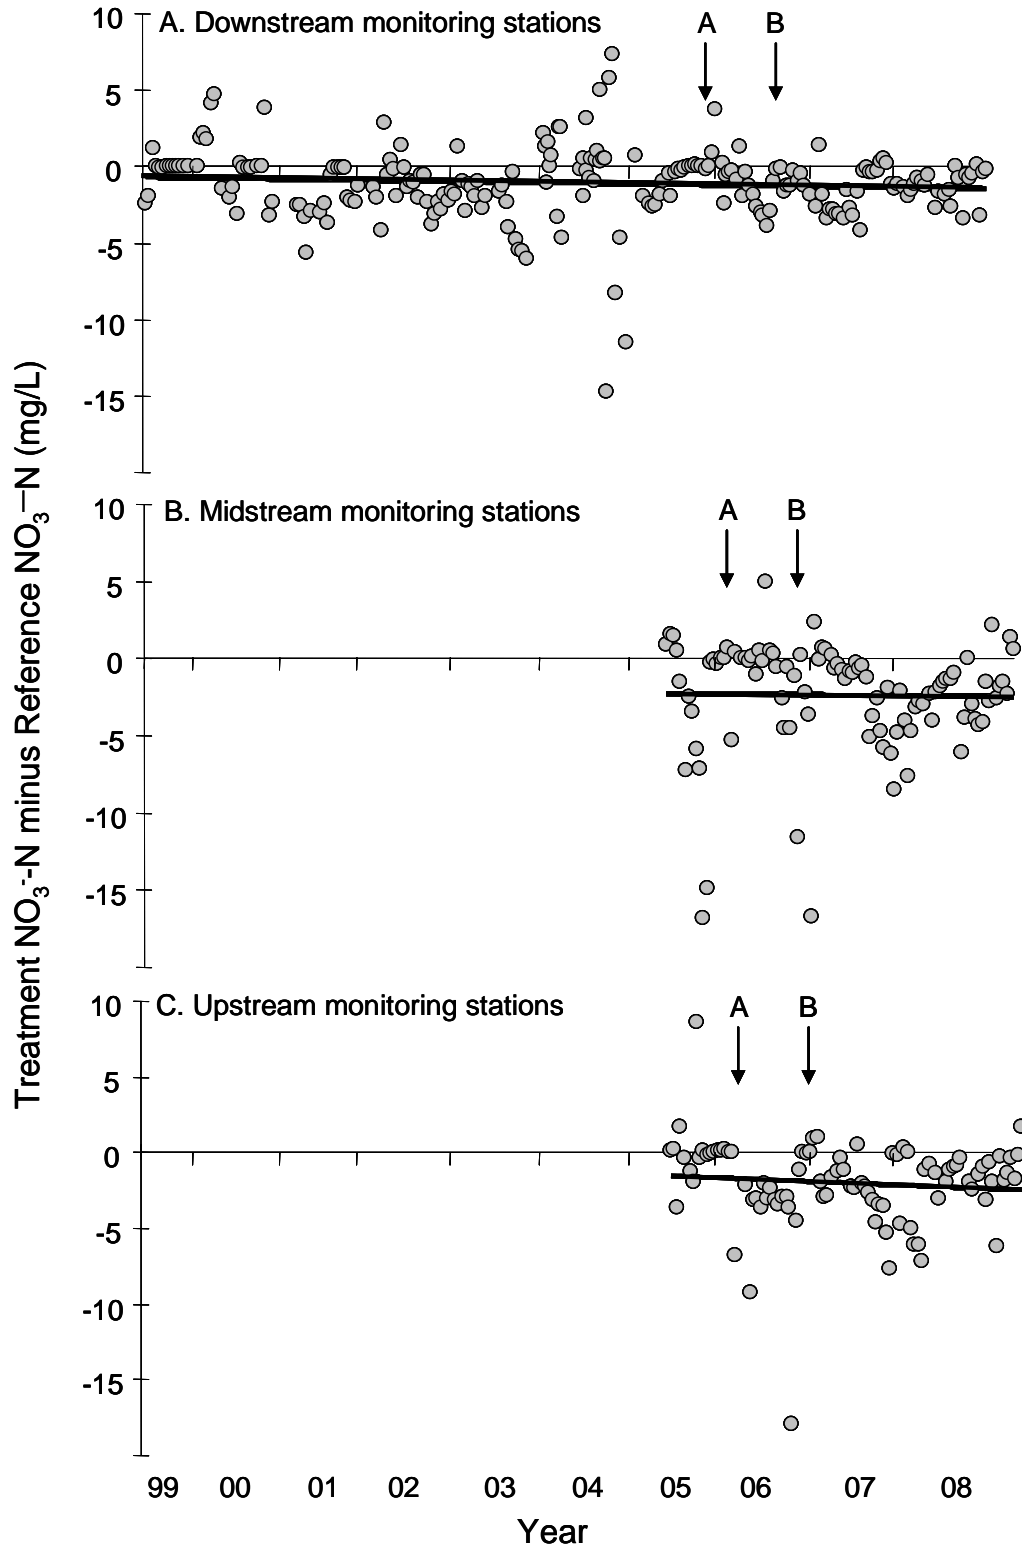 Treatment NO3--N minus Reference NO3—N (mg/L)
A. Downstream monitoring stations
A B
10
5
0
-5
-10
-15
B. Midstream monitoring stations
A B
10
5
0
-5
-10
-15
C. Upstream monitoring stations
A B
10
5
0
-5
-10
-15
99 00 01 02 03 04 05 06 07 08
Year